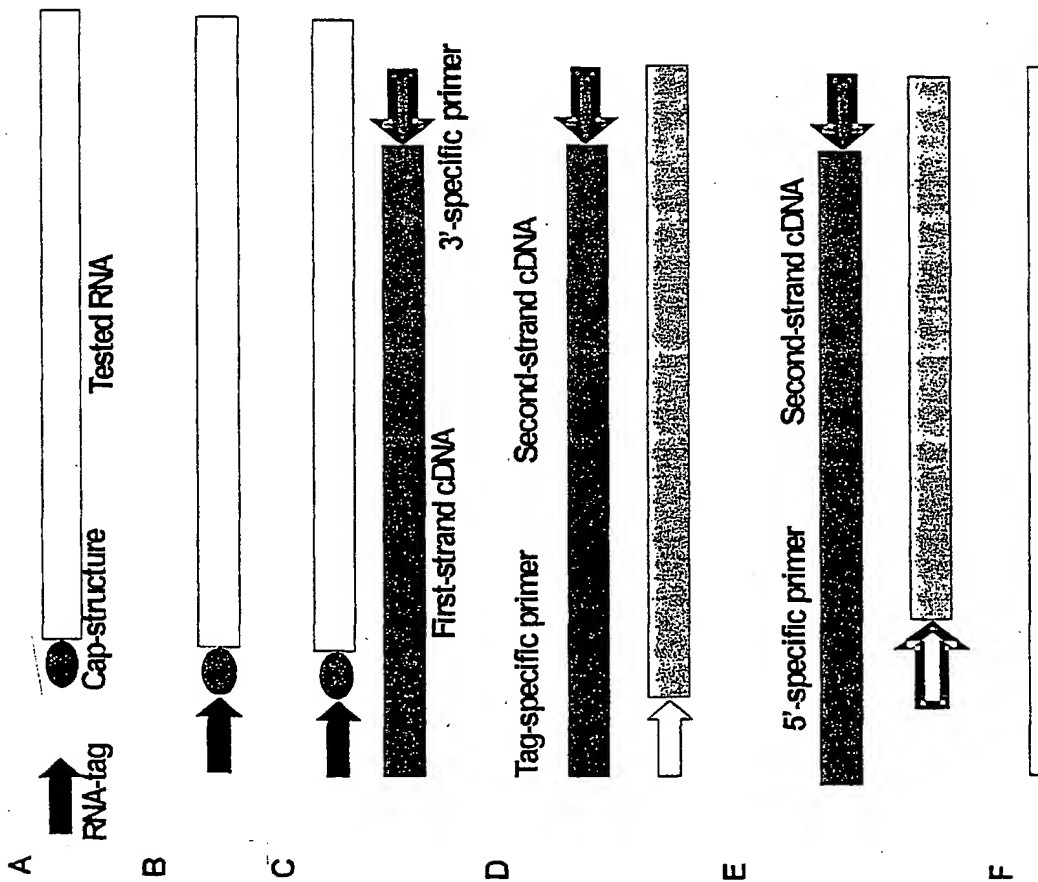 A
RNA-tag
Cap-structure
Tested RNA
B
C
First-strand cDNA
3'-specific primer
D
Tag-specific primer
Second-strand cDNA
E
5'-specific primer
Second-strand cDNA
F